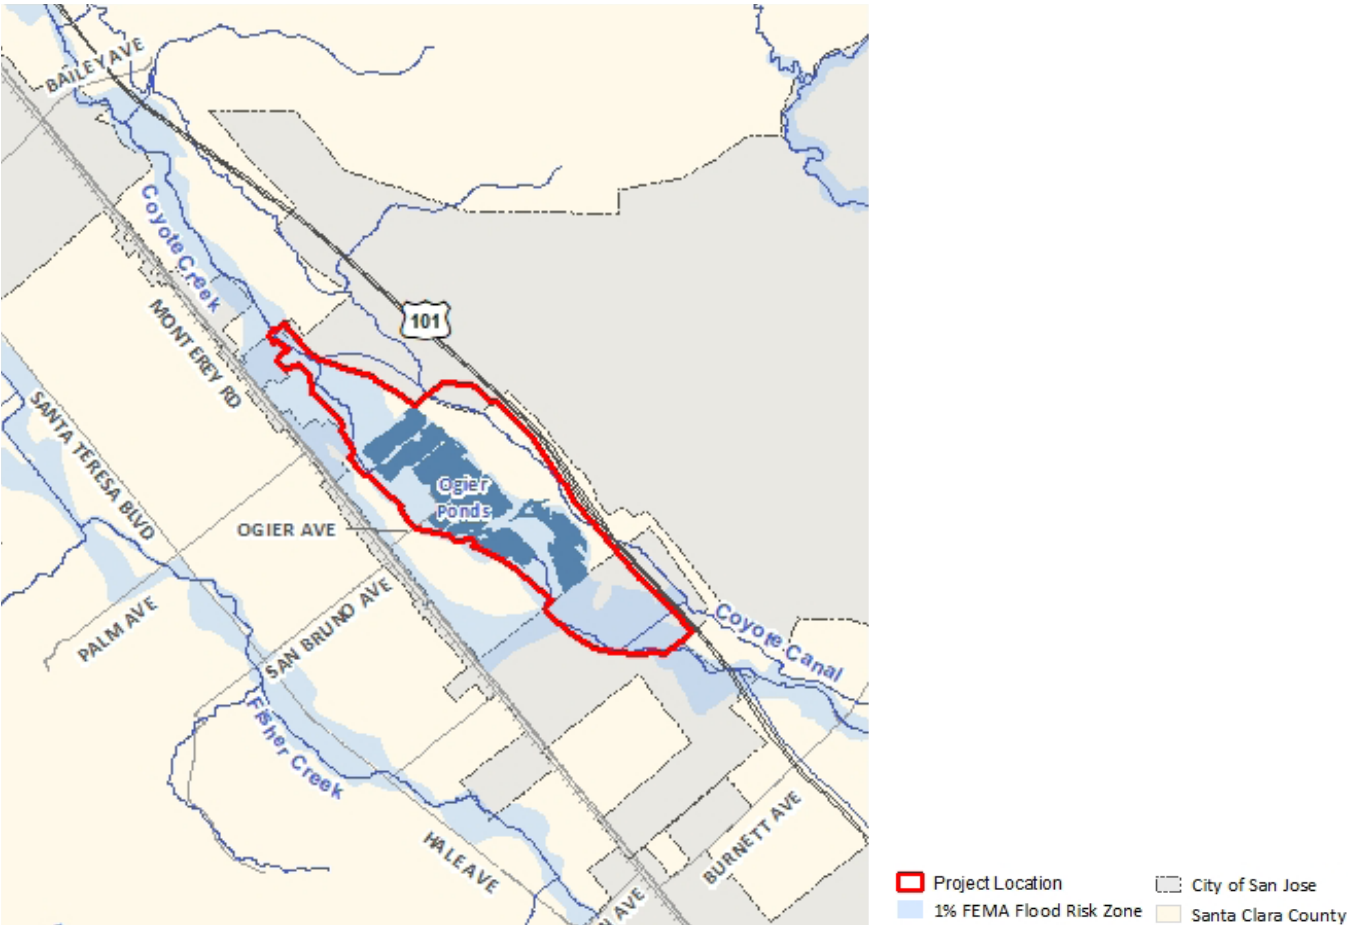 BAILEY AVE
Coyote Creek
101
MONTEREY RD
SANTA TERESA BLVD
Ogier
Ponds
OGIER AVE
PALM AVE
SAN BRUNO AVE
Coyote Canal
Fisher Creek
HALE AVE
BURNETT AVE
AVE
Project Location
City of San Jose
1% FEMA Flood Risk Zone
Santa Clara County